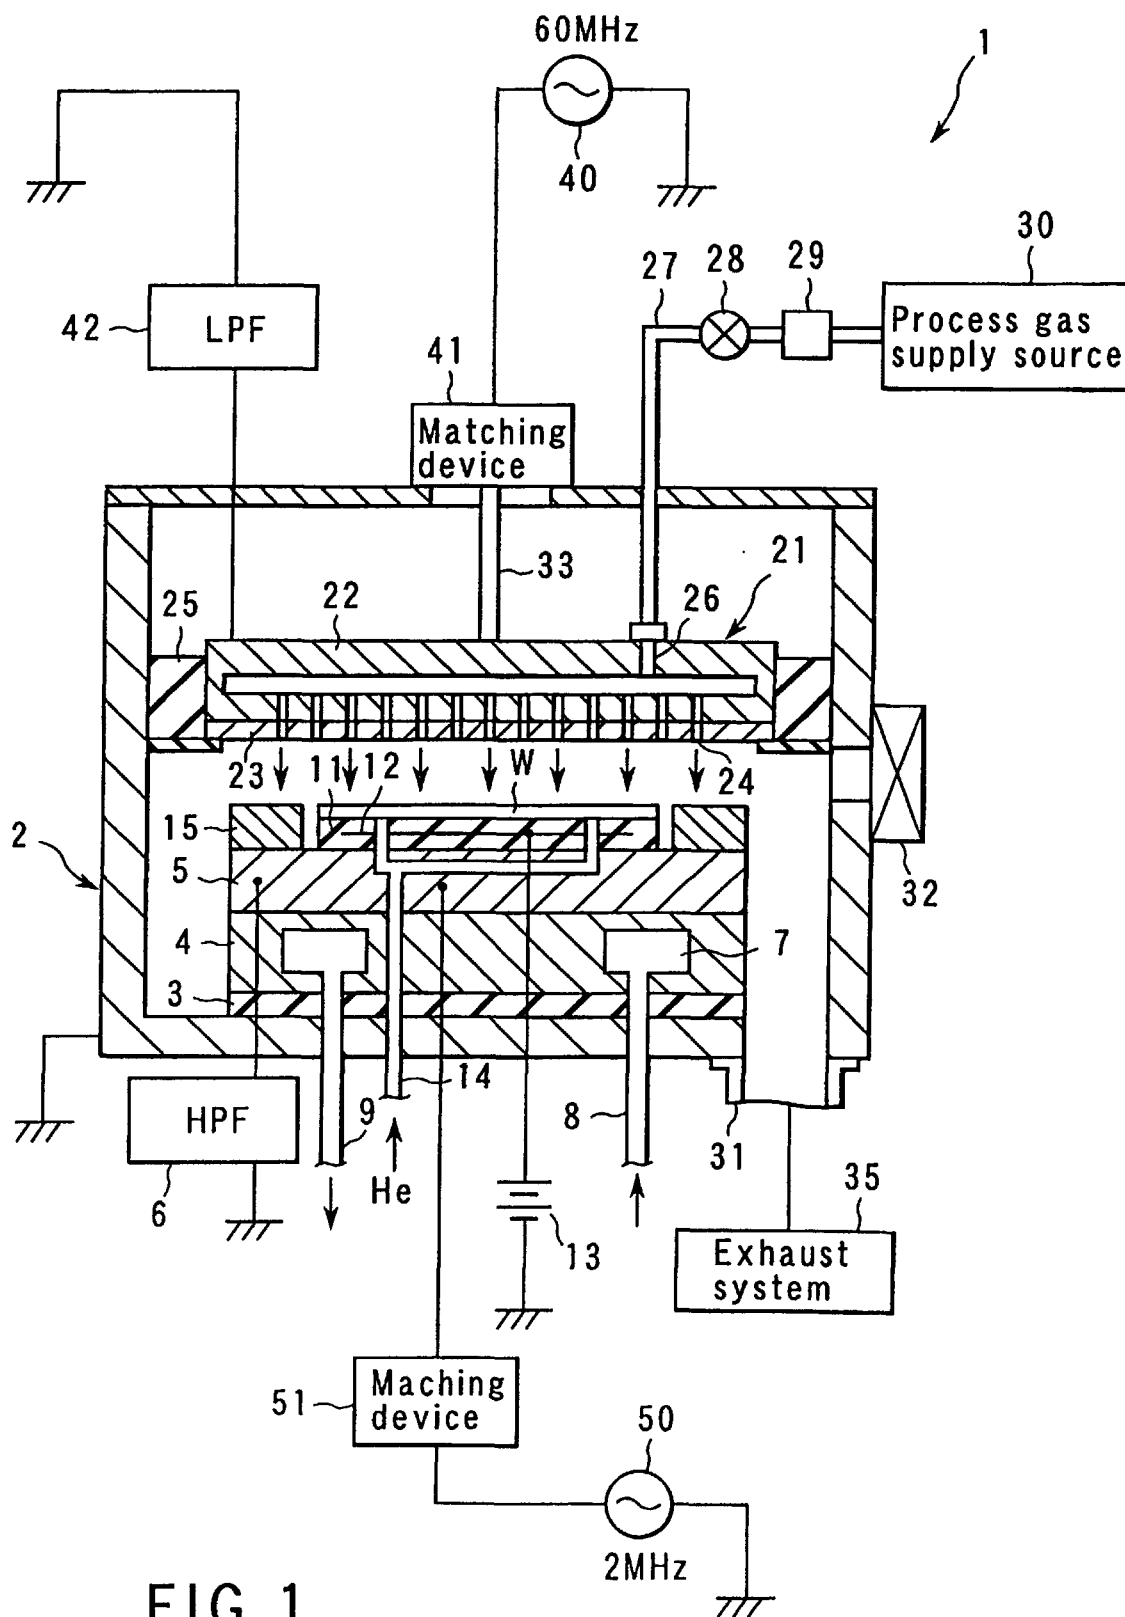 60MHz
1
40
30
27
28
29
Process gas
supply source
42
LPF
41
Matching
device
33
21
25
22
26
23
11
12
W
24
15
2
5
32
4
7
3
14
HPF
9
8
31
He
6
35
13
Exhaust
system
51
Maching
device
50
2MHz
FIG. 1